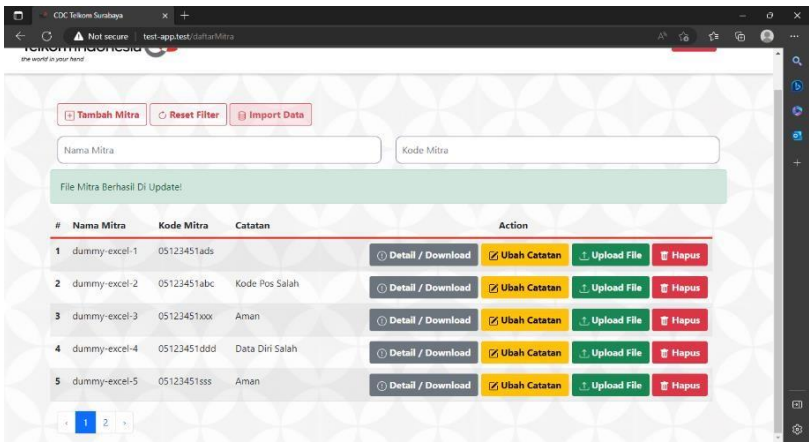 CDC Telkom Surabaya
Not secure | test-app.test/daftarMitra
the world in your hand
Tambah Mitra Reset Filter Import Data
Nama Mitra Kode Mitra
File Mitra Berhasil Di Update!
# Nama Mitra Kode Mitra Catatan Action
1 dummy-excel-1 05123451ads Detail / Download Ubah Catatan Upload File Hapus
2 dummy-excel-2 05123451abc Kode Pos Salah Detail / Download Ubah Catatan Upload File Hapus
3 dummy-excel-3 05123451xxx Aman Detail / Download Ubah Catatan Upload File Hapus
4 dummy-excel-4 05123451ddd Data Diri Salah Detail / Download Ubah Catatan Upload File Hapus
5 dummy-excel-5 05123451sss Aman Detail / Download Ubah Catatan Upload File Hapus
‹ 1 2 ›